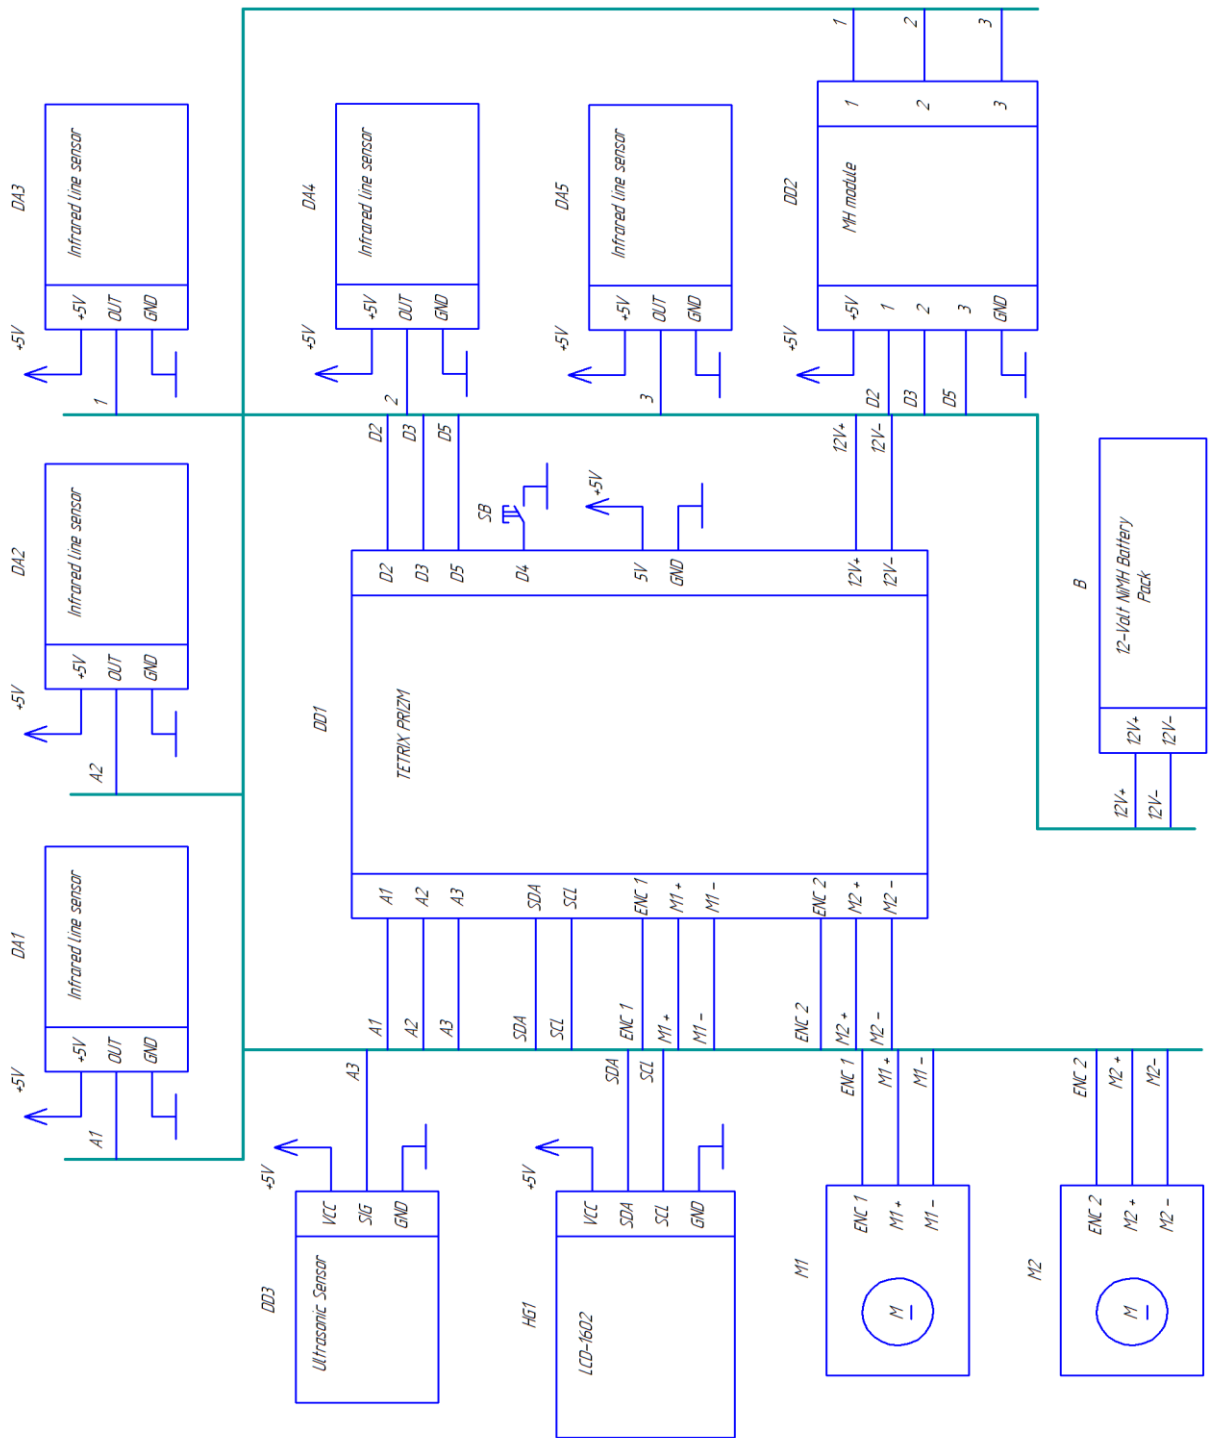 DA1
Infrared line sensor
+5V
OUT
GND
+5V
A1
DA2
Infrared line sensor
+5V
OUT
GND
+5V
A2
DA3
Infrared line sensor
+5V
OUT
GND
+5V
1
DA4
Infrared line sensor
+5V
OUT
GND
+5V
2
DA5
Infrared line sensor
+5V
OUT
GND
+5V
3
DD2
MH module
+5V
1
2
3
GND
+5V
D2
D3
D5
1
2
3
1
2
3
DD1
TETRIX PRIZM
A1
A2
A3
SDA
SCL
ENC 1
M1 +
M1 -
ENC 2
M2 +
M2 -
A1
A2
A3
SDA
SCL
ENC 1
M1 +
M1 -
ENC 2
M2 +
M2 -
D2
D3
D5
D4
5V
GND
12V+
12V-
D2
D3
D5
SB
+5V
12V+
12V-
B
12-Volt NiMH Battery
Pack
12V+
12V-
12V+
12V-
DD3
Ultrasonic Sensor
VCC
SIG
GND
+5V
A3
HG1
LCD-1602
VCC
SDA
SCL
GND
+5V
SDA
SCL
M1
M
ENC 1
M1 +
M1 -
ENC 1
M1 +
M1 -
M2
M
ENC 2
M2 +
M2 -
ENC 2
M2 +
M2-